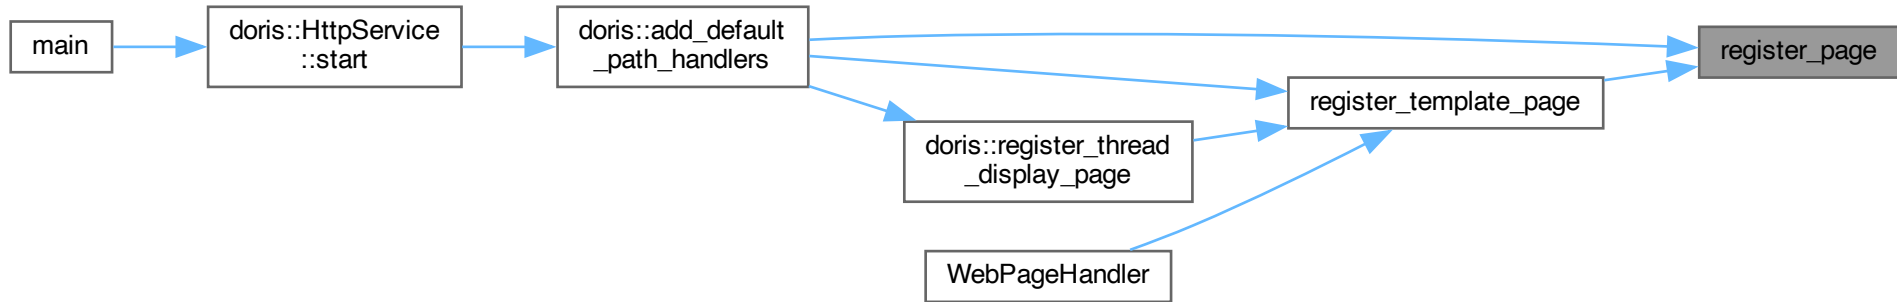 main
doris::HttpService
::start
doris::add_default
_path_handlers
doris::register_thread
_display_page
WebPageHandler
register_template_page
register_page